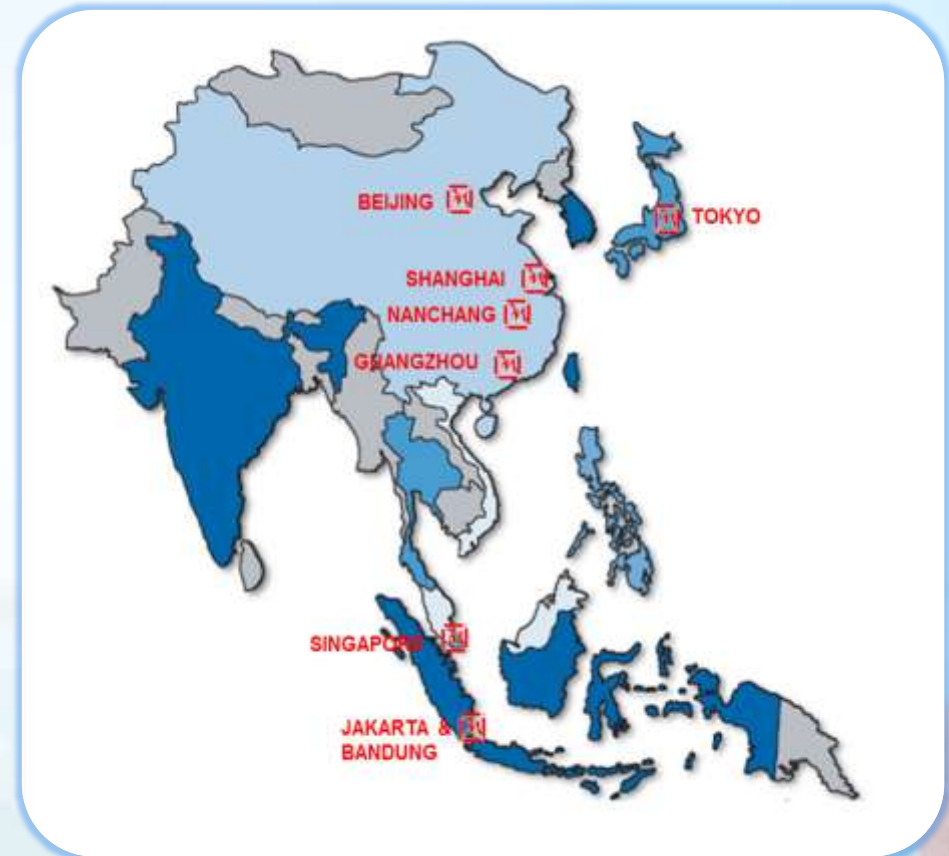 BEIJING
TOKYO
SHANGHAI
NANCHANG
GUANGZHOU
SINGAPORE
JAKARTA &
BANDUNG